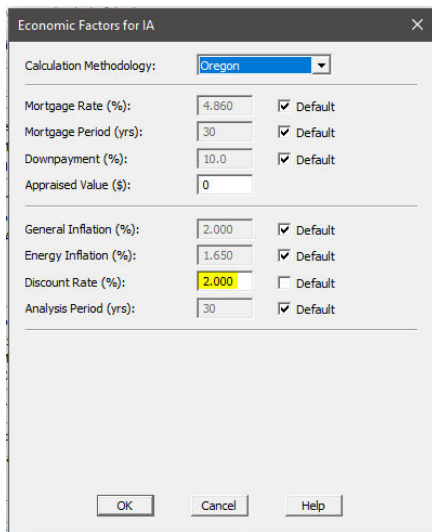 Economic Factors for IA
Calculation Methodology: Oregon
Mortgage Rate (%): 4.860 Default
Mortgage Period (yrs): 30 Default
Downpayment (%): 10.0 Default
Appraised Value ($): 0
General Inflation (%): 2.000 Default
Energy Inflation (%): 1.650 Default
Discount Rate (%): 2.000 Default
Analysis Period (yrs): 30 Default
OK Cancel Help